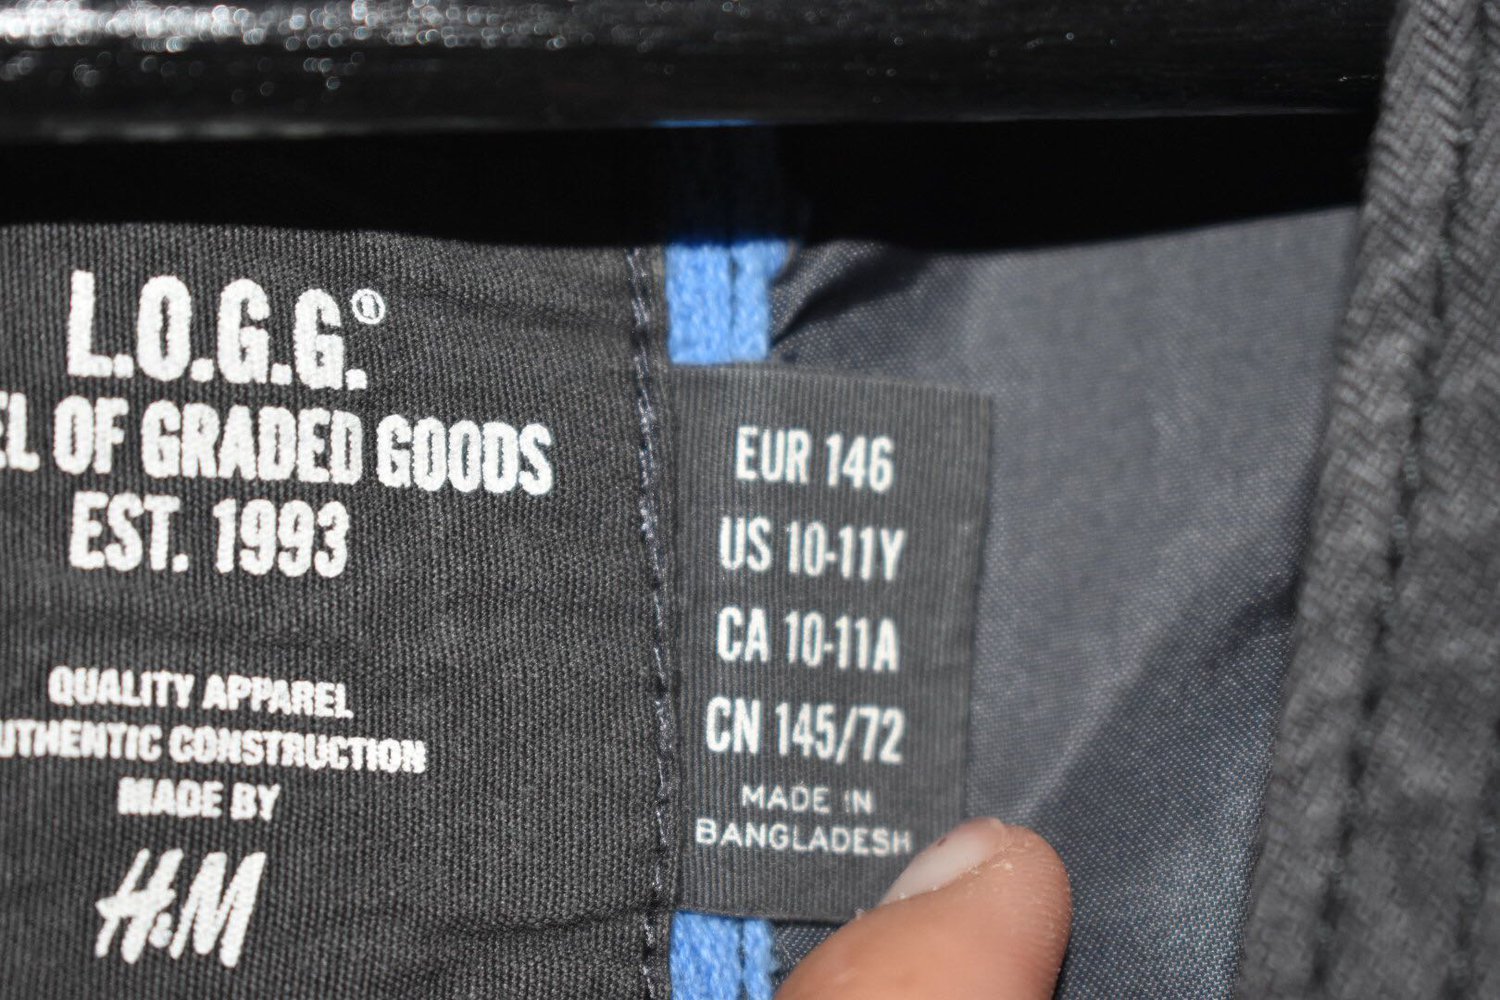 L.O.G.G.®
EL OF GRADED GOODS
EST. 1993
QUALITY APPAREL
UTHENTIC CONSTRUCTION
MADE BY
H&M
EUR 146
US 10-11Y
CA 10-11A
CN 145/72
MADE IN
BANGLADESH